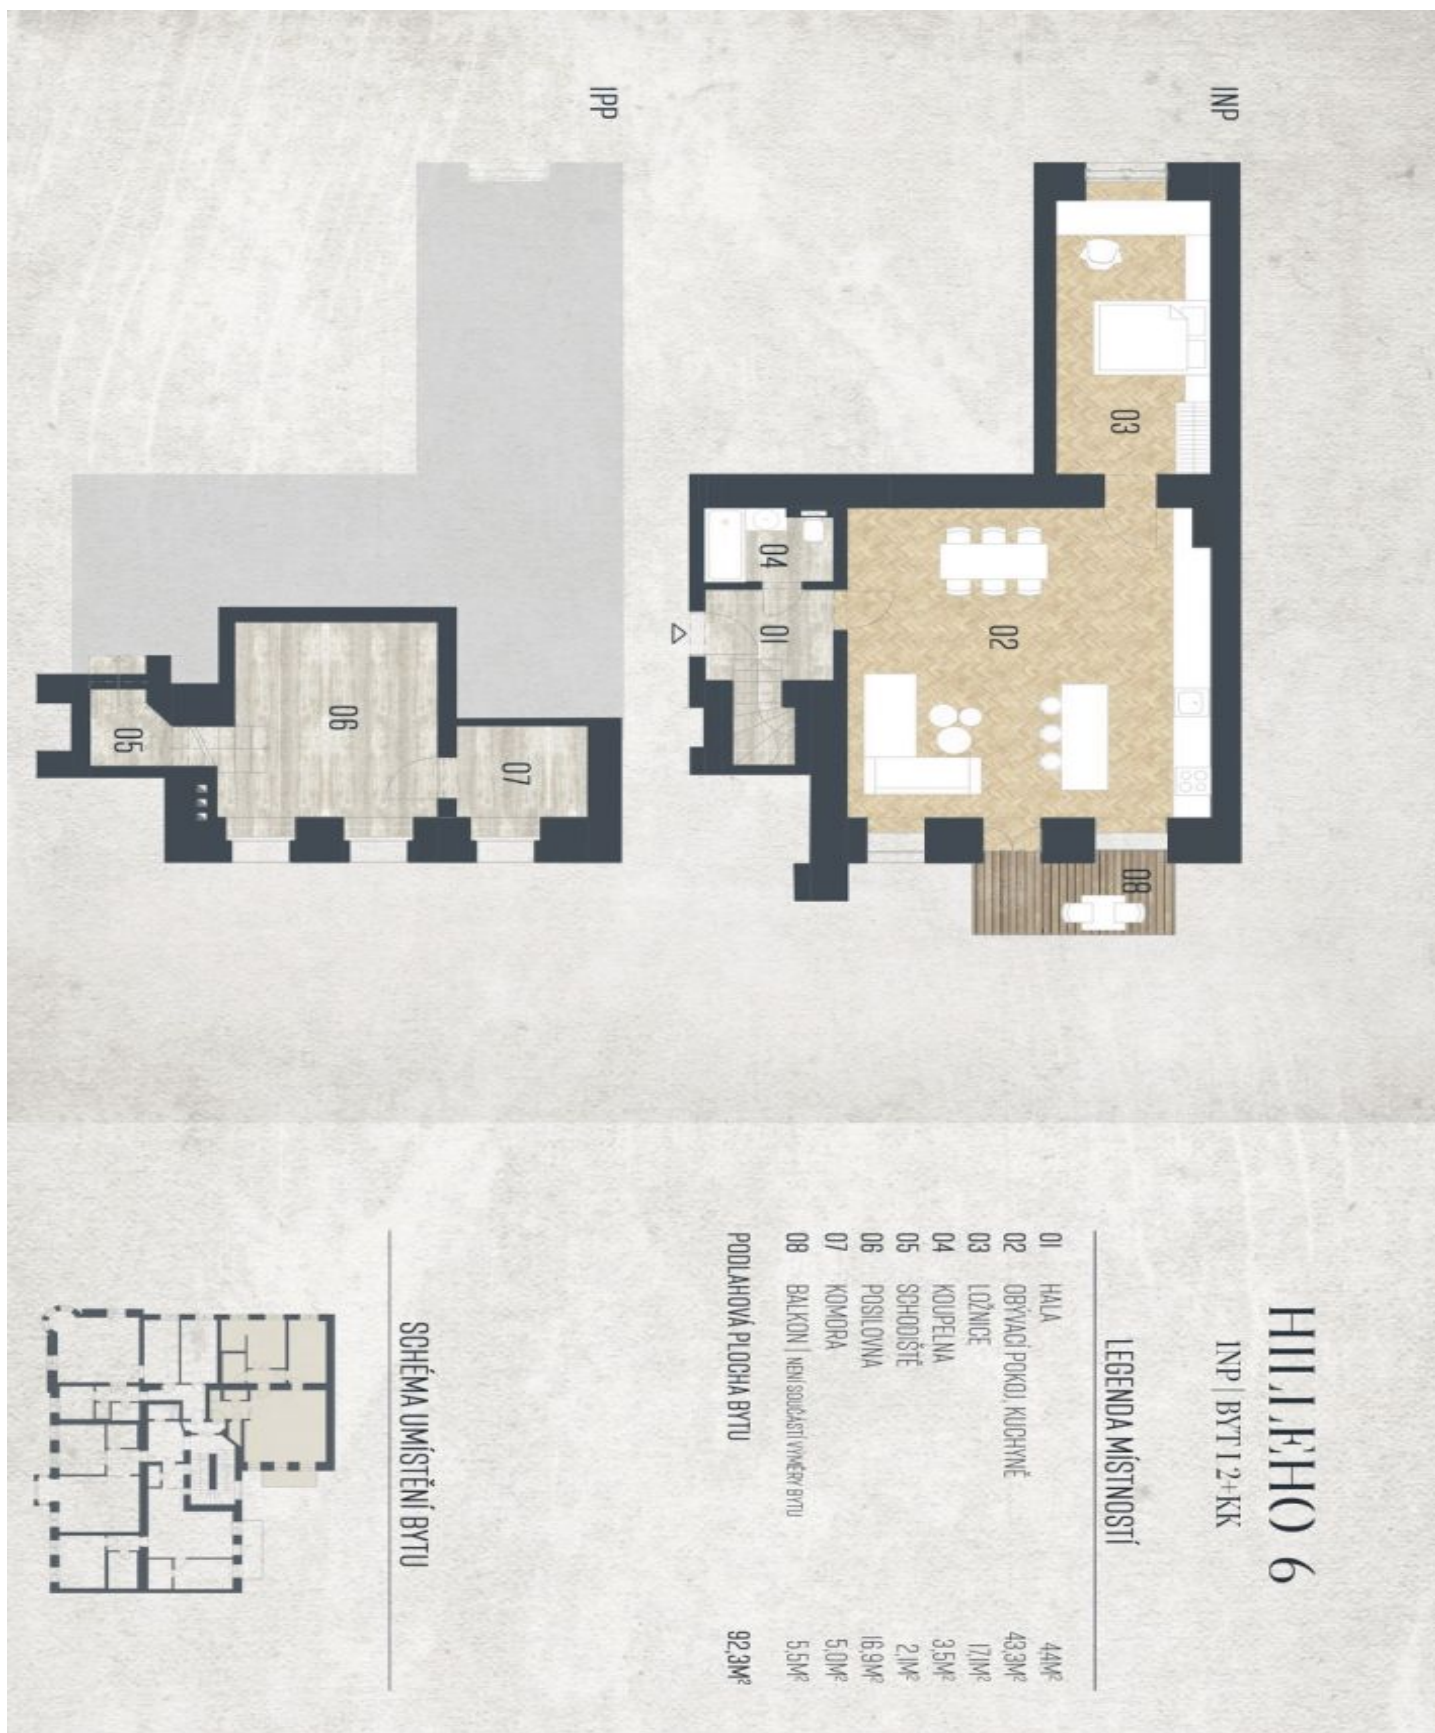 HILLEHO 6
1NP | BYT 1 2+KK
LEGENDA MÍSTNOSTÍ
01 HALA 4,4M²
02 OBÝVACÍ POKOJ, KUCHYNĚ 43,3M²
03 LOŽNICE 17,1M²
04 KOUPELNA 3,5M²
05 SCHODIŠTĚ 2,1M²
06 POSILOVNA 16,9M²
07 KOMORA 5,0M²
08 BALKON | NENÍ SOUČÁSTÍ VÝMĚRY BYTU 5,5M²
PODLAHOVÁ PLOCHA BYTU 92,3M²
SCHÉMA UMÍSTĚNÍ BYTU
1NP
03
02
08
04
01
1PP
07
06
05